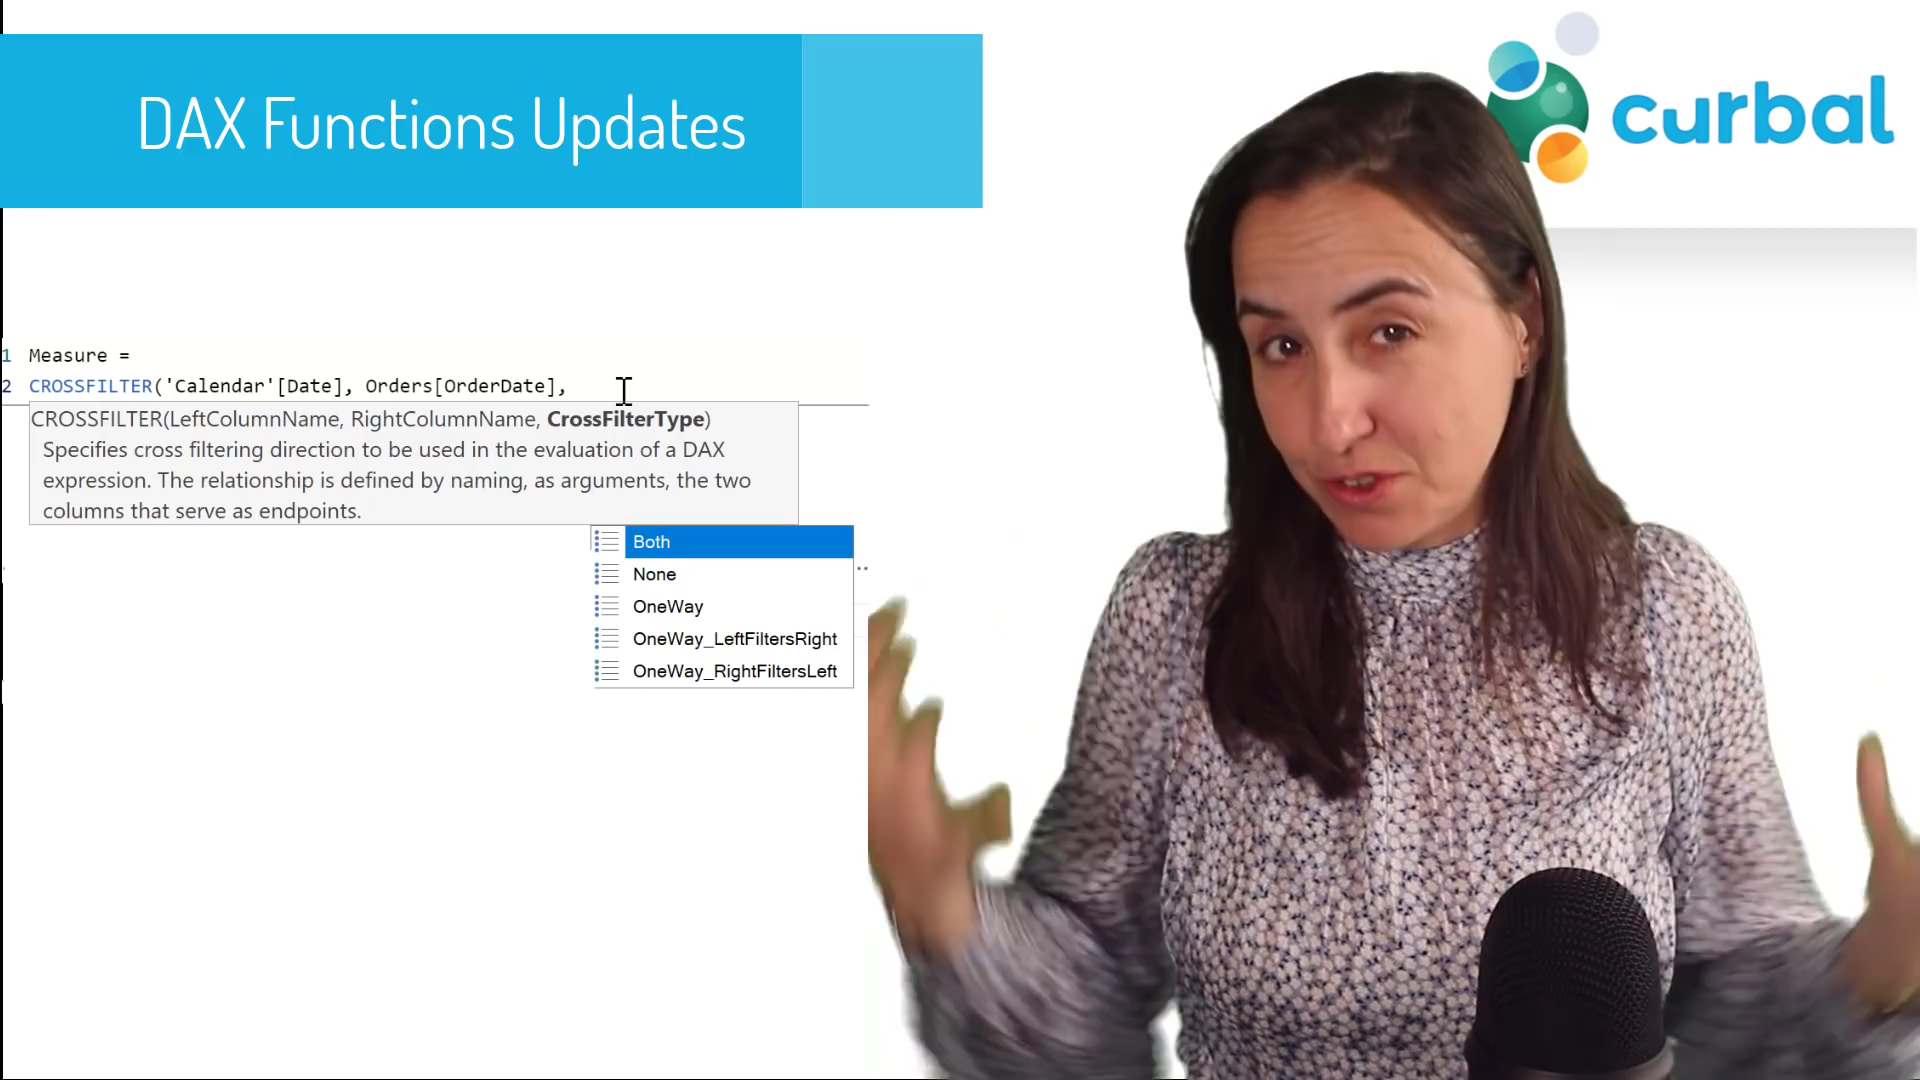 DAX Functions Updates
curbal
1 Measure =
2 CROSSFILTER('Calendar'[Date], Orders[OrderDate],
CROSSFILTER(LeftColumnName, RightColumnName, CrossFilterType)
Specifies cross filtering direction to be used in the evaluation of a DAX
expression. The relationship is defined by naming, as arguments, the two
columns that serve as endpoints.
Both
None
OneWay
OneWay_LeftFiltersRight
OneWay_RightFiltersLeft